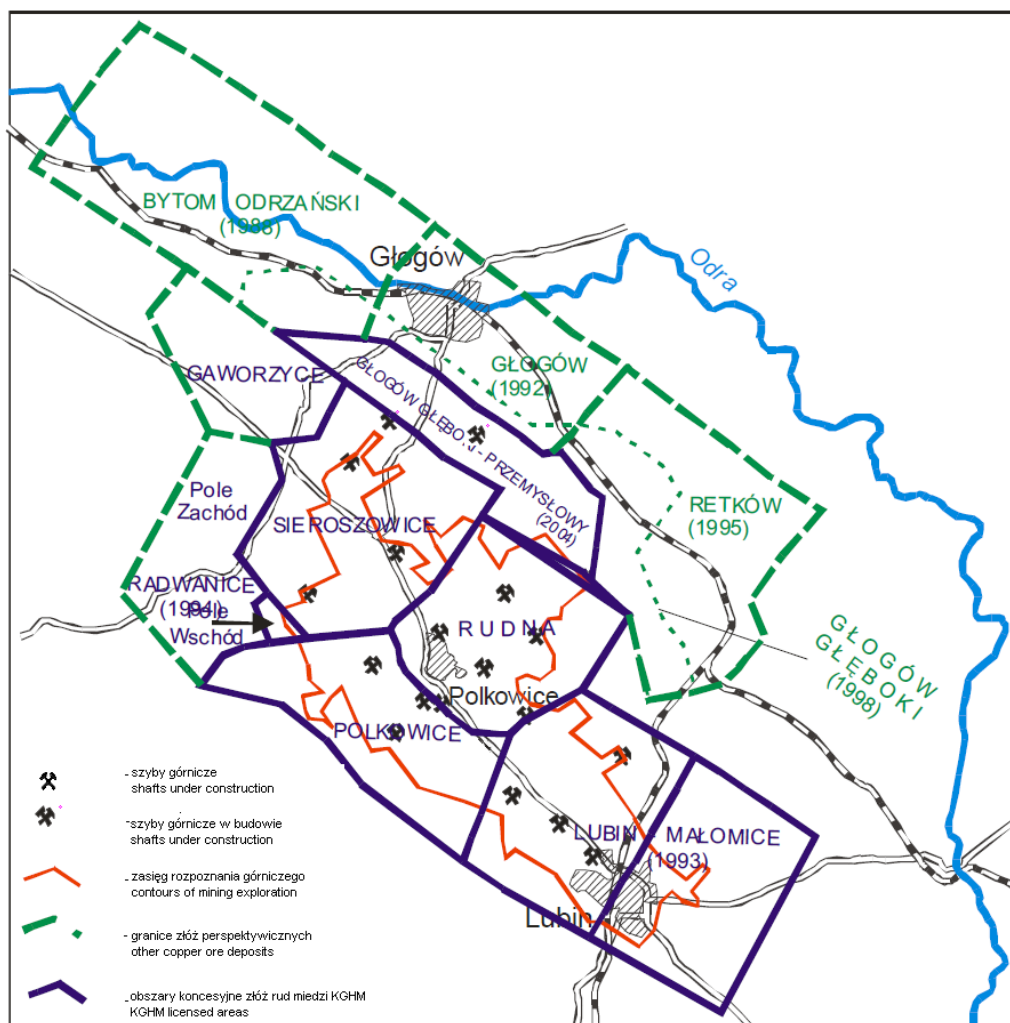 BYTOM ODRZAŃSKI
(1988)
Głogów
Odra
GAWORZYCE
GŁOGÓW
(1992)
GŁOGÓW GŁĘBOKI - PRZEMYSŁOWY
(2004)
Pole
Zachód
SIEROSZOWICE
RETKÓW
(1995)
RADWANICE
(1994)
Pole
Wschód
RUDNA
GŁOGÓW
GŁĘBOKI
(1998)
Polkowice
POLKOWICE
LUBIN - MAŁOMICE
(1993)
Lubin
- szyby górnicze
shafts under construction
-szyby górnicze w budowie
shafts under construction
- zasięg rozpoznania górniczego
contours of mining exploration
- granice złóż perspektywicznych
other copper ore deposits
- obszary koncesyjne złóż rud miedzi KGHM
KGHM licensed areas